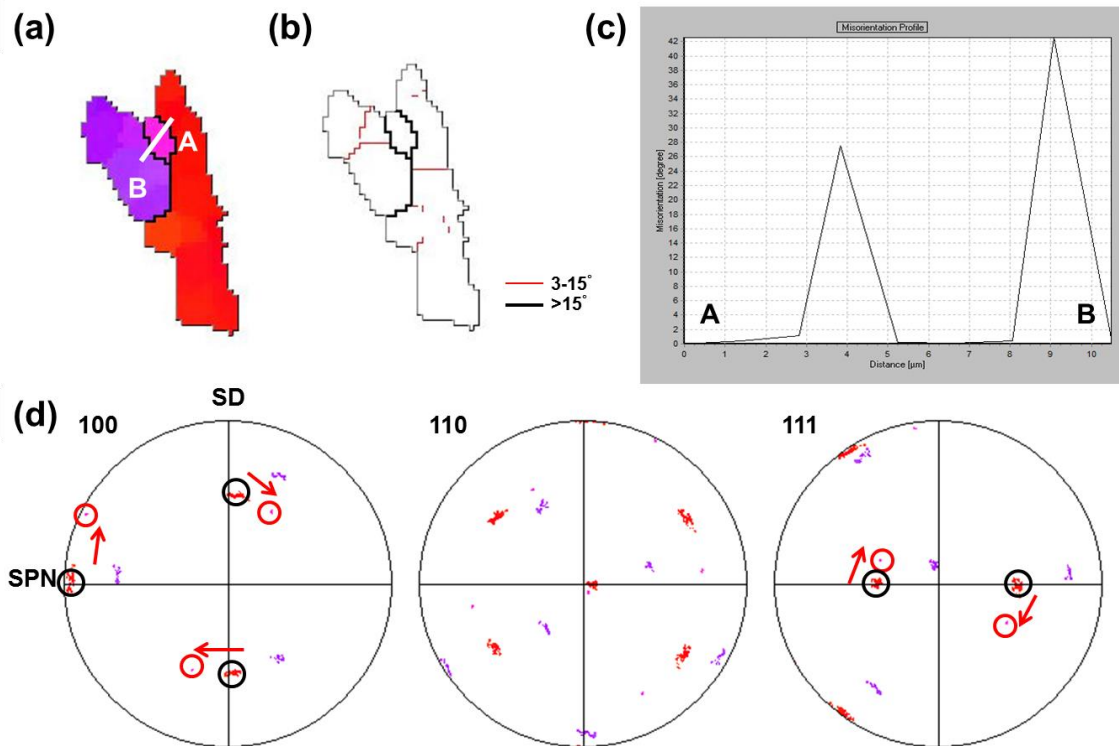 (a)
(b)
(c)
A
B
3-15°
>15°
Misorientation Profile
Misorientation [degree]
42
40
38
36
34
32
30
28
26
24
22
20
18
16
14
12
10
8
6
4
2
0
A
B
0 1 2 3 4 5 6 7 8 9 10
Distance [µm]
(d)
SD
100
110
111
SPN